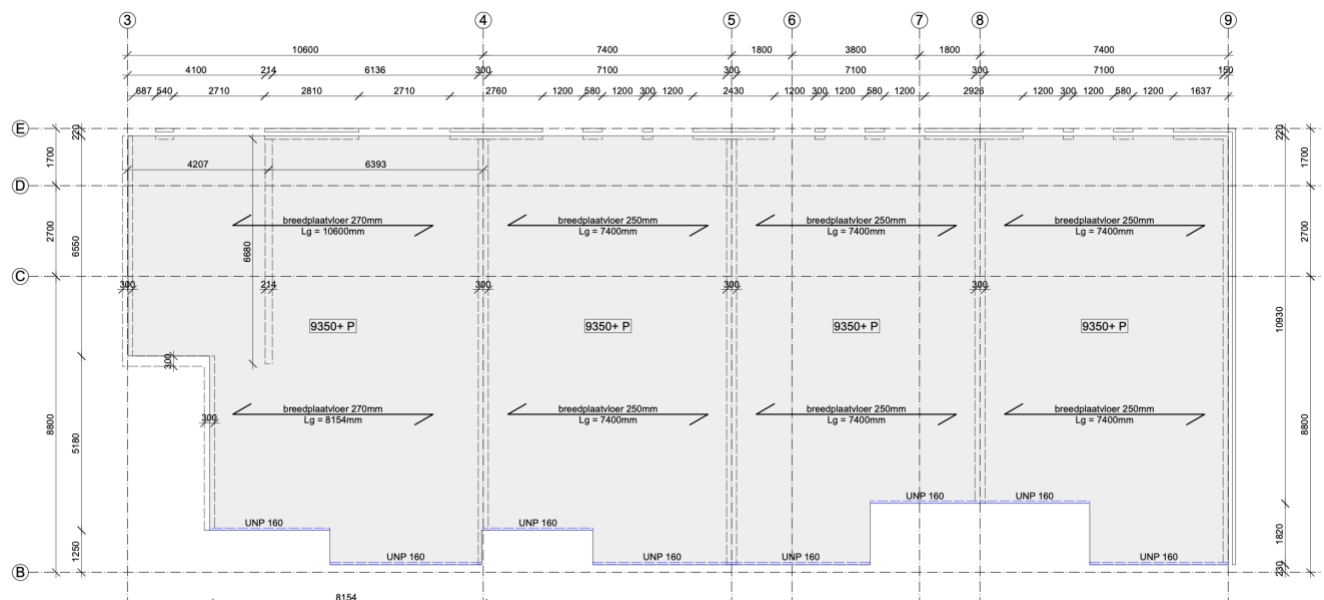 3 4 5 6 7 8 9
10600 7400 1800 3800 1800 7400
4100 214 6136 300 7100 300 7100 300 7100 150
687 540 2710 2810 2710 2760 1200 580 1200 300 1200 2430 1200 300 1200 580 1200 2926 1200 300 1200 580 1200 1637
E 220 220
1700 1700
4207 6393
D
breedplaatvloer 270mm breedplaatvloer 250mm breedplaatvloer 250mm breedplaatvloer 250mm
Lg = 10600mm Lg = 7400mm Lg = 7400mm Lg = 7400mm
2700 6550 6680 2700
C
300 214 300 300 300
10930
9350+ P 9350+ P 9350+ P 9350+ P
300
breedplaatvloer 270mm breedplaatvloer 250mm breedplaatvloer 250mm breedplaatvloer 250mm
300 Lg = 8154mm Lg = 7400mm Lg = 7400mm Lg = 7400mm
8800 5180 8800
UNP 160 UNP 160
UNP 160 UNP 160
1250 1820
UNP 160 UNP 160 UNP 160 UNP 160
B 230
8154